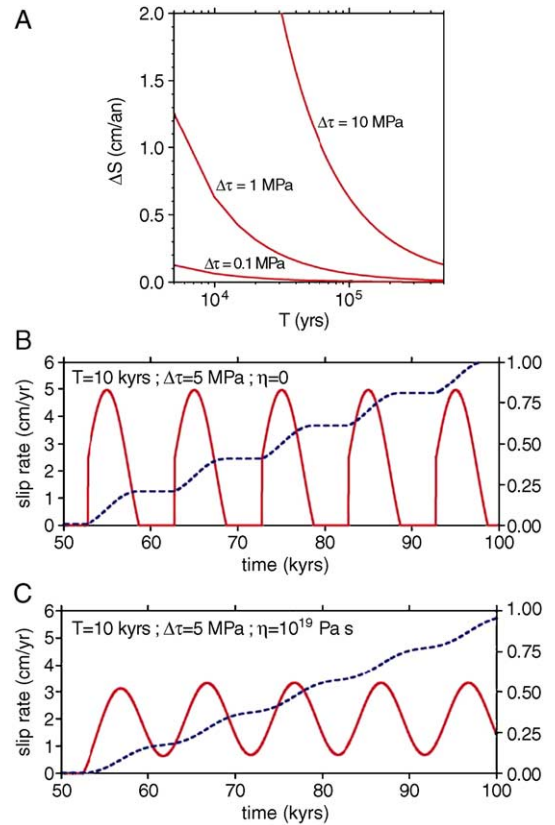 A
2.0
1.5
1.0
0.5
0.0
ΔS (cm/an)
Δτ = 10 MPa
Δτ = 1 MPa
Δτ = 0.1 MPa
10⁴
10⁵
T (yrs)
B
T=10 kyrs ; Δτ=5 MPa ; η=0
6
5
4
3
2
1
0
slip rate (cm/yr)
1.00
0.75
0.50
0.25
0.00
50 60 70 80 90 100
time (kyrs)
C
T=10 kyrs ; Δτ=5 MPa ; η=10¹⁹ Pa s
6
5
4
3
2
1
0
slip rate (cm/yr)
1.00
0.75
0.50
0.25
0.00
50 60 70 80 90 100
time (kyrs)